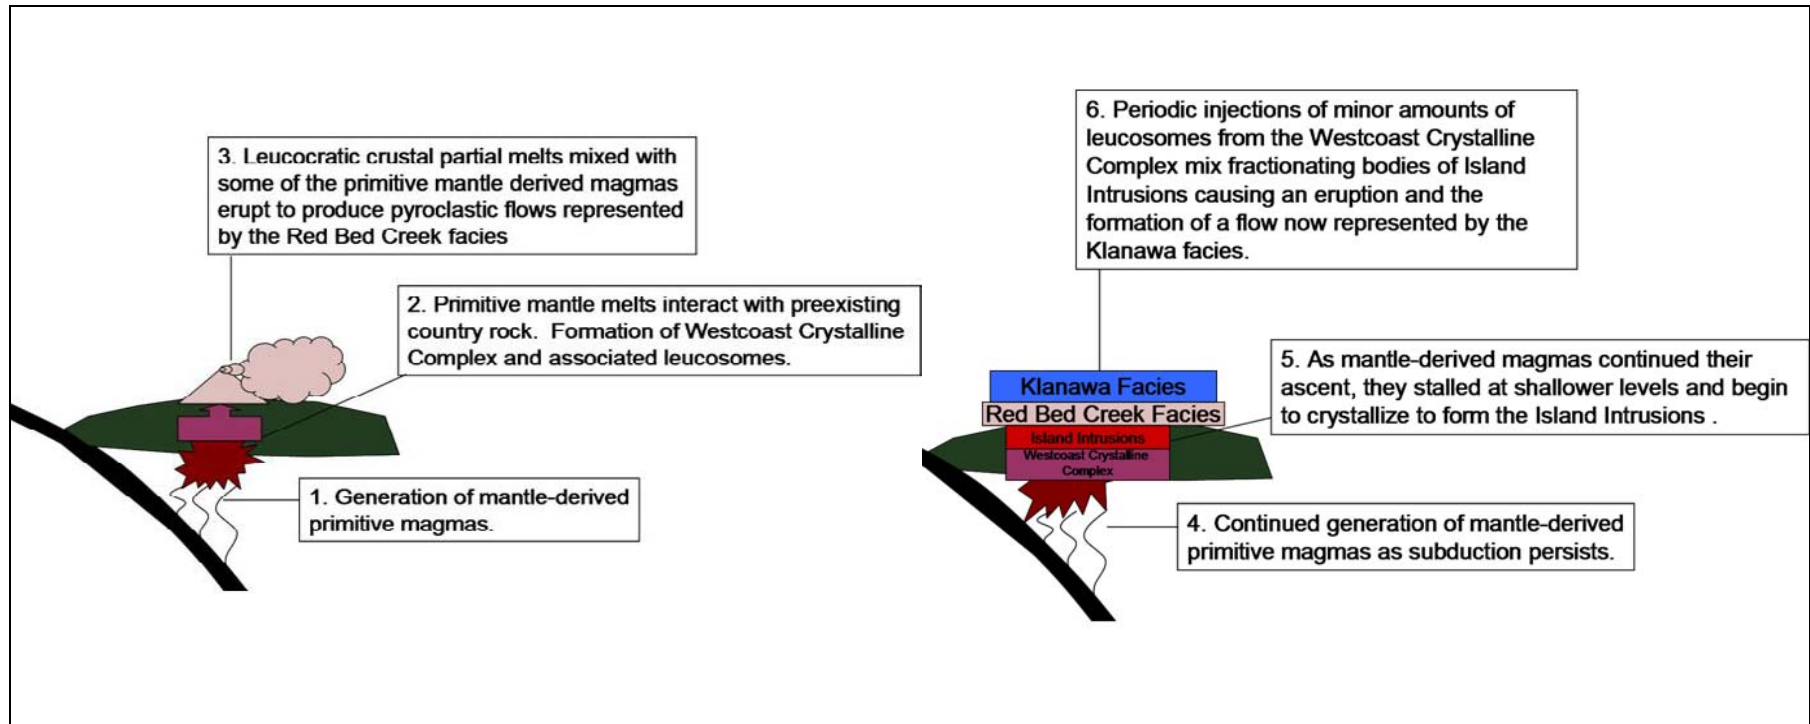 3. Leucocratic crustal partial melts mixed with
some of the primitive mantle derived magmas
erupt to produce pyroclastic flows represented
by the Red Bed Creek facies
2. Primitive mantle melts interact with preexisting
country rock.  Formation of Westcoast Crystalline
Complex and associated leucosomes.
1. Generation of mantle-derived
primitive magmas.
6. Periodic injections of minor amounts of
leucosomes from the Westcoast Crystalline
Complex mix fractionating bodies of Island
Intrusions causing an eruption and the
formation of a flow now represented by the
Klanawa facies.
5. As mantle-derived magmas continued their
ascent, they stalled at shallower levels and begin
to crystallize to form the Island Intrusions .
Klanawa Facies
Red Bed Creek Facies
Island Intrusions
Westcoast Crystalline
Complex
4. Continued generation of mantle-derived
primitive magmas as subduction persists.